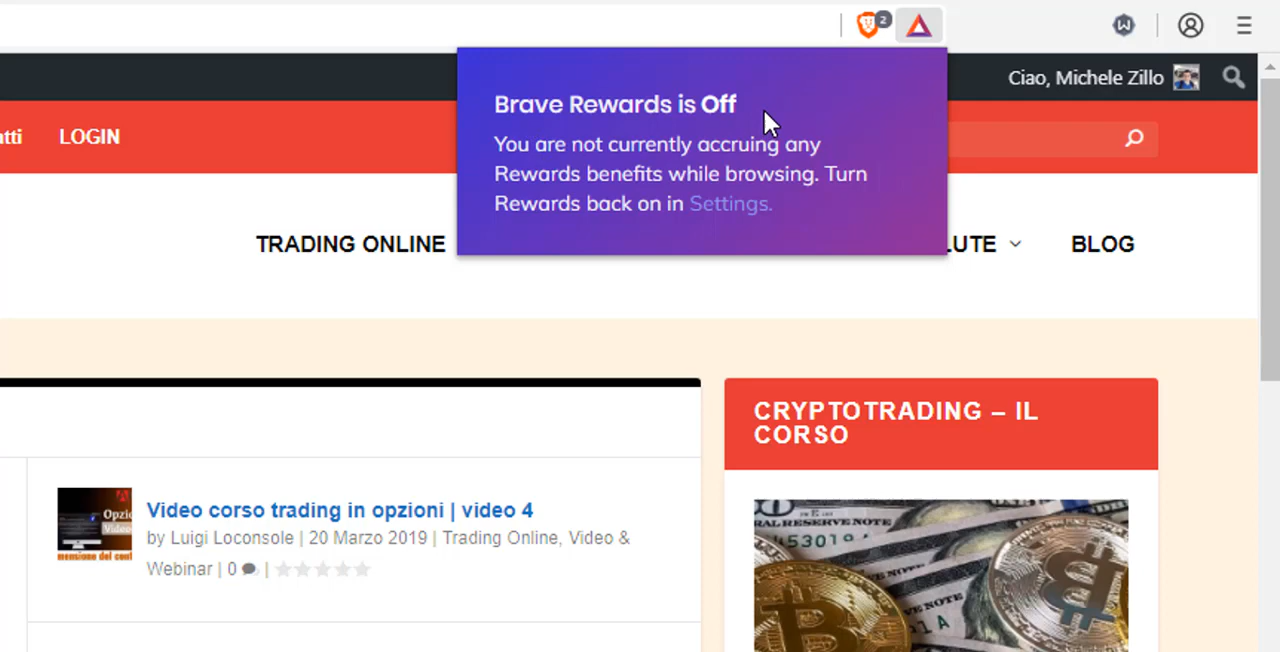 2
Ciao, Michele Zillo
Brave Rewards is Off
You are not currently accruing any
Rewards benefits while browsing. Turn
Rewards back on in Settings.
tti LOGIN
TRADING ONLINE
LUTE
BLOG
CRYPTOTRADING – IL
CORSO
Video corso trading in opzioni | video 4
by Luigi Loconsole | 20 Marzo 2019 | Trading Online, Video &
Webinar | 0 |